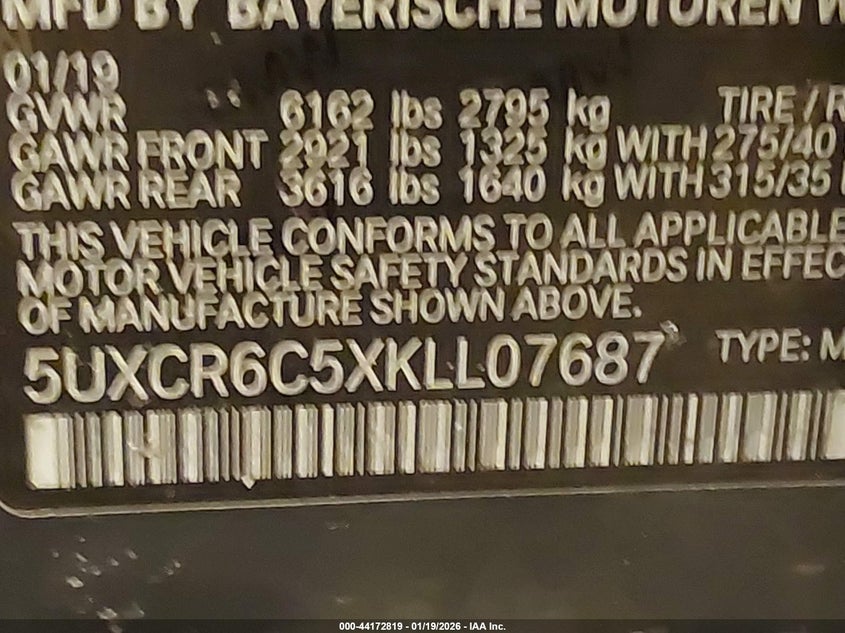 MFD BY BAYERISCHE MOTOREN W
01/19
GVWR 6162 lbs 2795 kg TIRE / R
GAWR FRONT 2921 lbs 1325 kg WITH 275/40
GAWR REAR 3616 lbs 1640 kg WITH 315/35
THIS VEHICLE CONFORMS TO ALL APPLICABLE
MOTOR VEHICLE SAFETY STANDARDS IN EFFEC
OF MANUFACTURE SHOWN ABOVE.
5UXCR6C5XKLL07687 TYPE: M
000-44172819 - 01/19/2026 - IAA Inc.